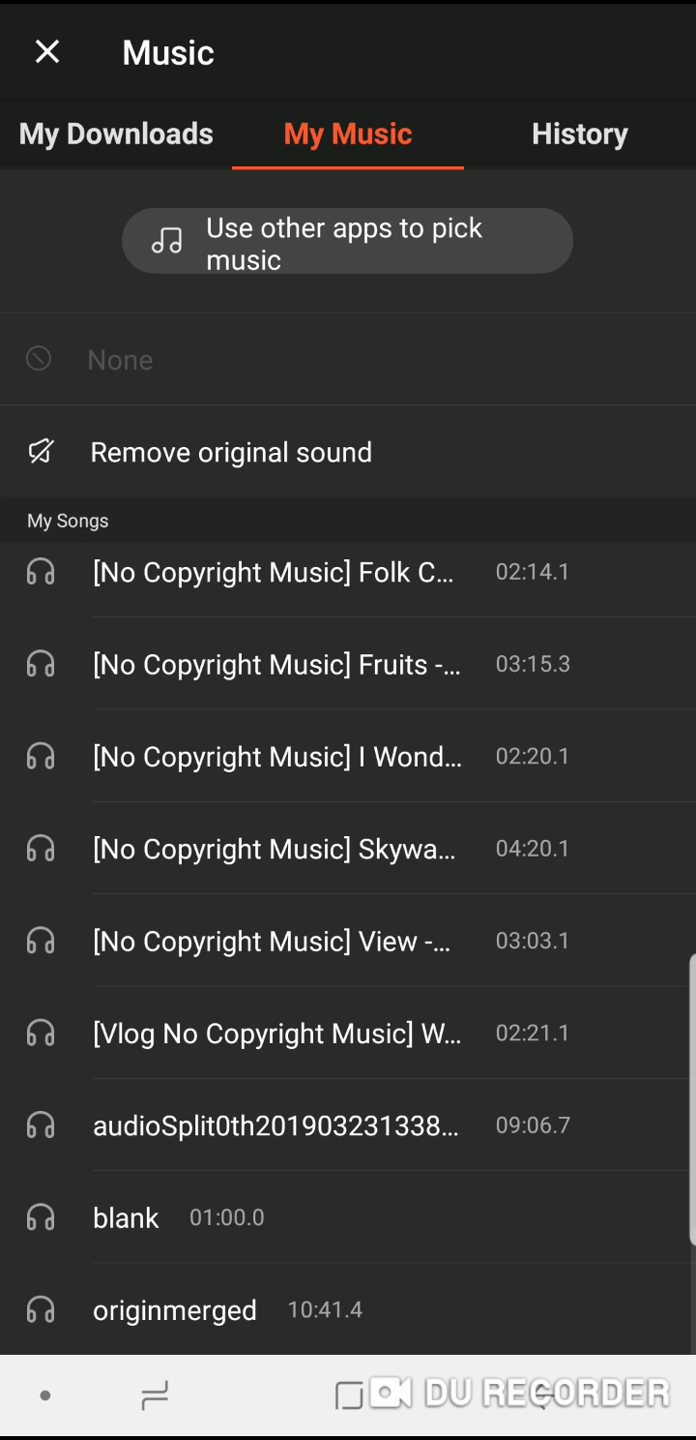 Music
My Downloads
My Music
History
Use other apps to pick
music
None
Remove original sound
My Songs
[No Copyright Music] Folk C... 02:14.1
[No Copyright Music] Fruits -... 03:15.3
[No Copyright Music] I Wond... 02:20.1
[No Copyright Music] Skywa... 04:20.1
[No Copyright Music] View -... 03:03.1
[Vlog No Copyright Music] W... 02:21.1
audioSplit0th201903231338... 09:06.7
blank 01:00.0
originmerged 10:41.4
DU RECORDER